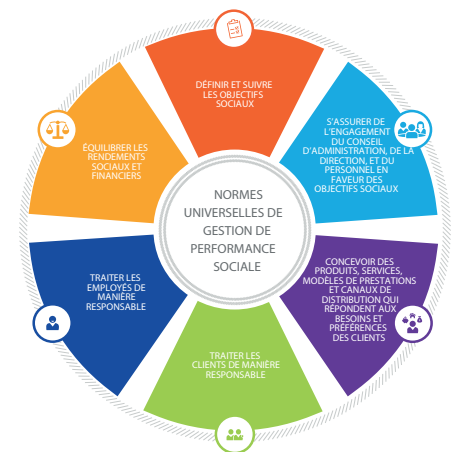 DÉFINIR ET SUIVRE
LES OBJECTIFS
SOCIAUX
S'ASSURER DE
L'ENGAGEMENT
DU CONSEIL
D'ADMINISTRATION, DE LA
DIRECTION, ET DU
PERSONNEL EN
FAVEUR DES
OBJECTIFS SOCIAUX
CONCEVOIR DES
PRODUITS, SERVICES,
MODÈLES DE PRESTATIONS
ET CANAUX DE
DISTRIBUTION QUI
RÉPONDENT AUX
BESOINS ET
PRÉFÉRENCES
DES CLIENTS
TRAITER LES
CLIENTS DE MANIÈRE
RESPONSABLE
TRAITER LES
EMPLOYÉS DE
MANIÈRE
RESPONSABLE
ÉQUILIBRER LES
RENDEMENTS
SOCIAUX ET
FINANCIERS
NORMES
UNIVERSELLES DE
GESTION DE
PERFORMANCE
SOCIALE